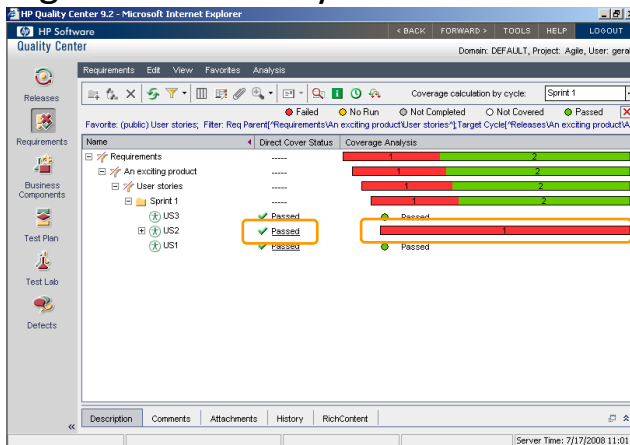 HP Quality Center 9.2 - Microsoft Internet Explorer
HP Software
< BACK FORWARD > TOOLS HELP LOGOUT
Quality Center
Domain: DEFAULT, Project: Agile, User: geral
Requirements Edit View Favorites Analysis
Coverage calculation by cycle: Sprint 1
Failed No Run Not Completed Not Covered Passed
Favorite: (public) User stories; Filter: Req Parent[^Requirements\An exciting product\User stories^];Target Cycle[^Releases\An exciting product\A
Name Direct Cover Status Coverage Analysis
Requirements ----- 1 2
An exciting product ----- 1 2
User stories ----- 1 2
Sprint 1 ----- 1 2
US3 Passed Passed
US2 Passed 1
US1 Passed Passed
Releases
Requirements
Business
Components
Test Plan
Test Lab
Defects
Description Comments Attachments History RichContent
Server Time: 7/17/2008 11:01